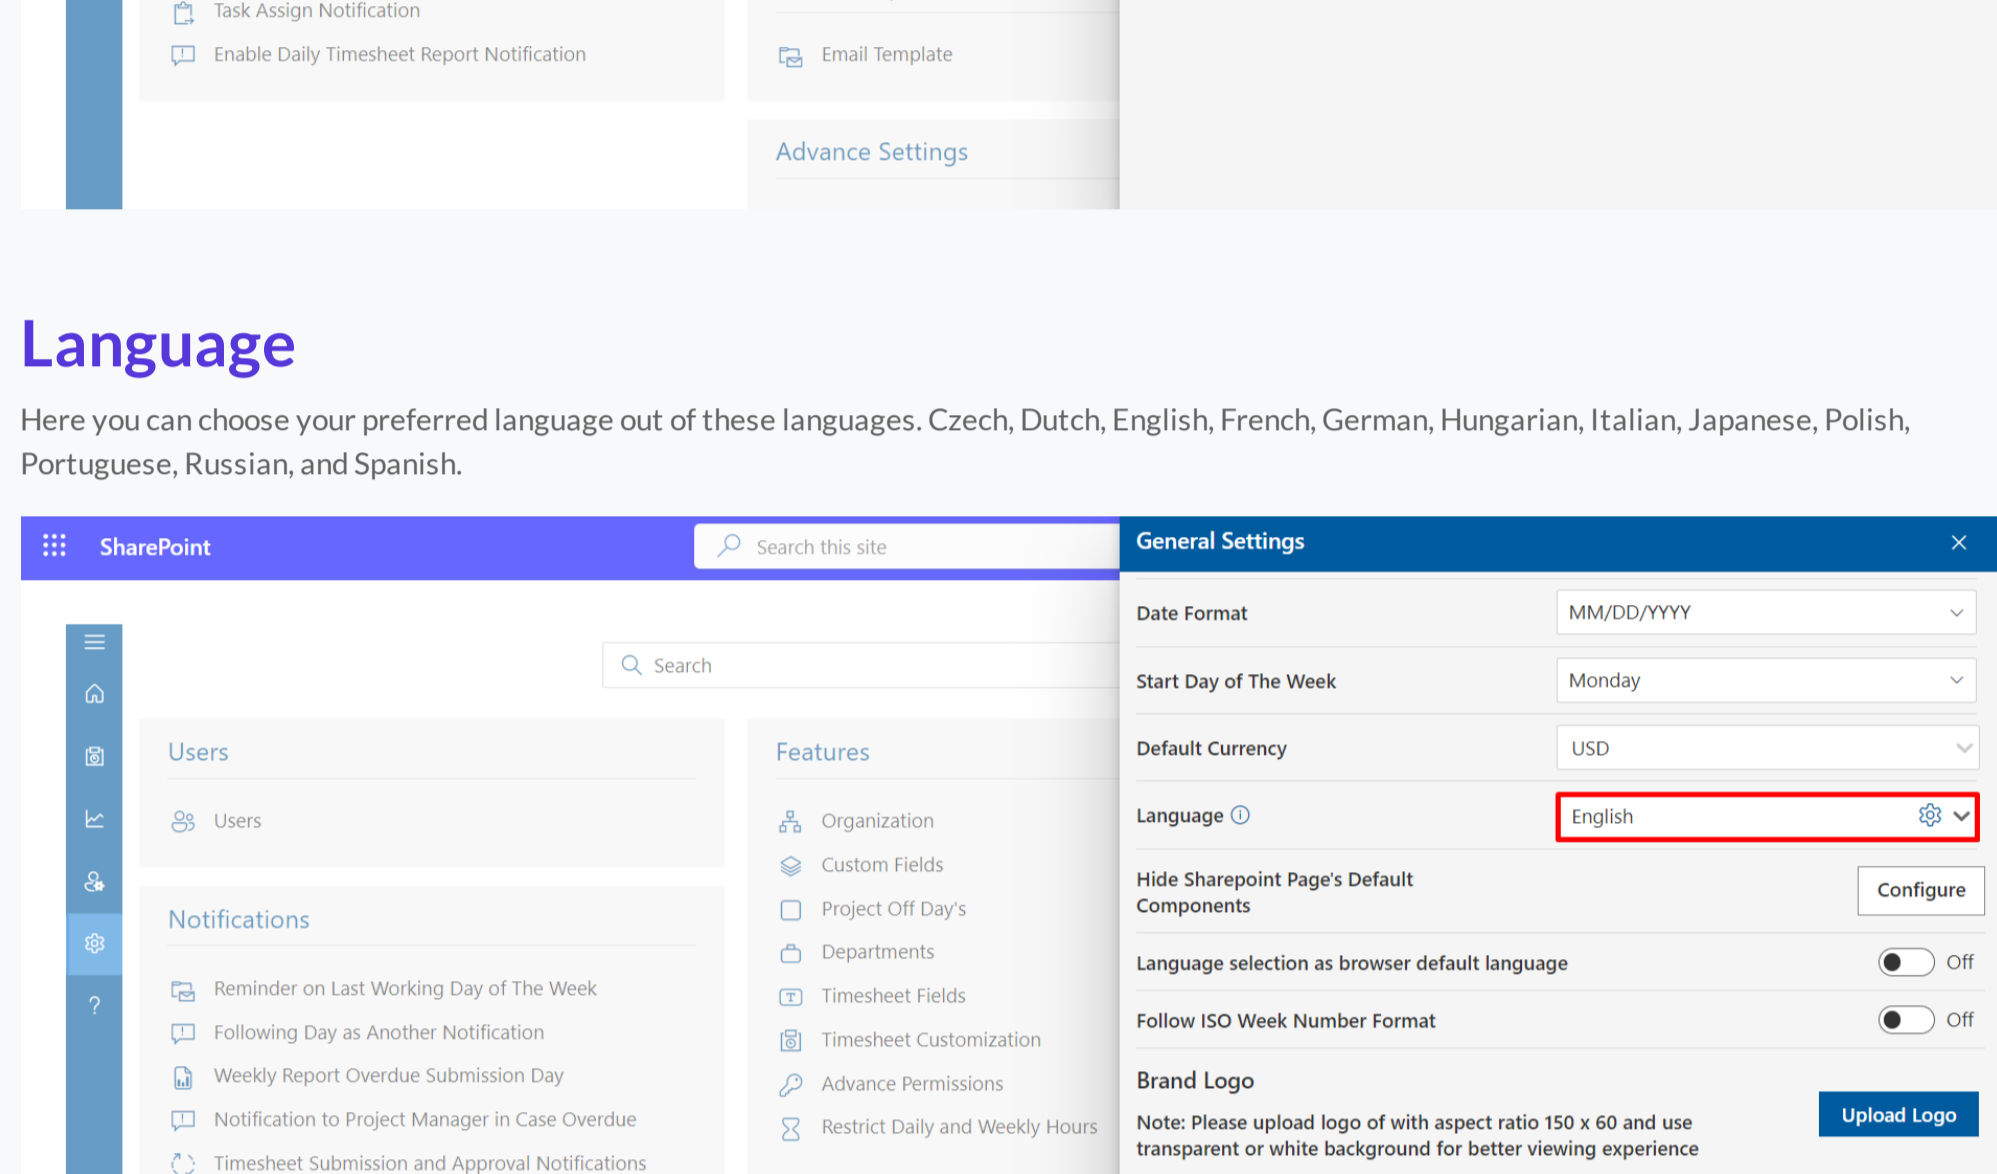 Task Assign Notification
Enable Daily Timesheet Report Notification
Email Template
Advance Settings
Language
Here you can choose your preferred language out of these languages. Czech, Dutch, English, French, German, Hungarian, Italian, Japanese, Polish,
Portuguese, Russian, and Spanish.
SharePoint
Search this site
Search
Users
Users
Notifications
Reminder on Last Working Day of The Week
Following Day as Another Notification
Weekly Report Overdue Submission Day
Notification to Project Manager in Case Overdue
Timesheet Submission and Approval Notifications
Features
Organization
Custom Fields
Project Off Day's
Departments
Timesheet Fields
Timesheet Customization
Advance Permissions
Restrict Daily and Weekly Hours
General Settings
Date Format
MM/DD/YYYY
Start Day of The Week
Monday
Default Currency
USD
Language
English
Hide Sharepoint Page's Default
Components
Configure
Language selection as browser default language
Off
Follow ISO Week Number Format
Off
Brand Logo
Note: Please upload logo of with aspect ratio 150 x 60 and use
transparent or white background for better viewing experience
Upload Logo